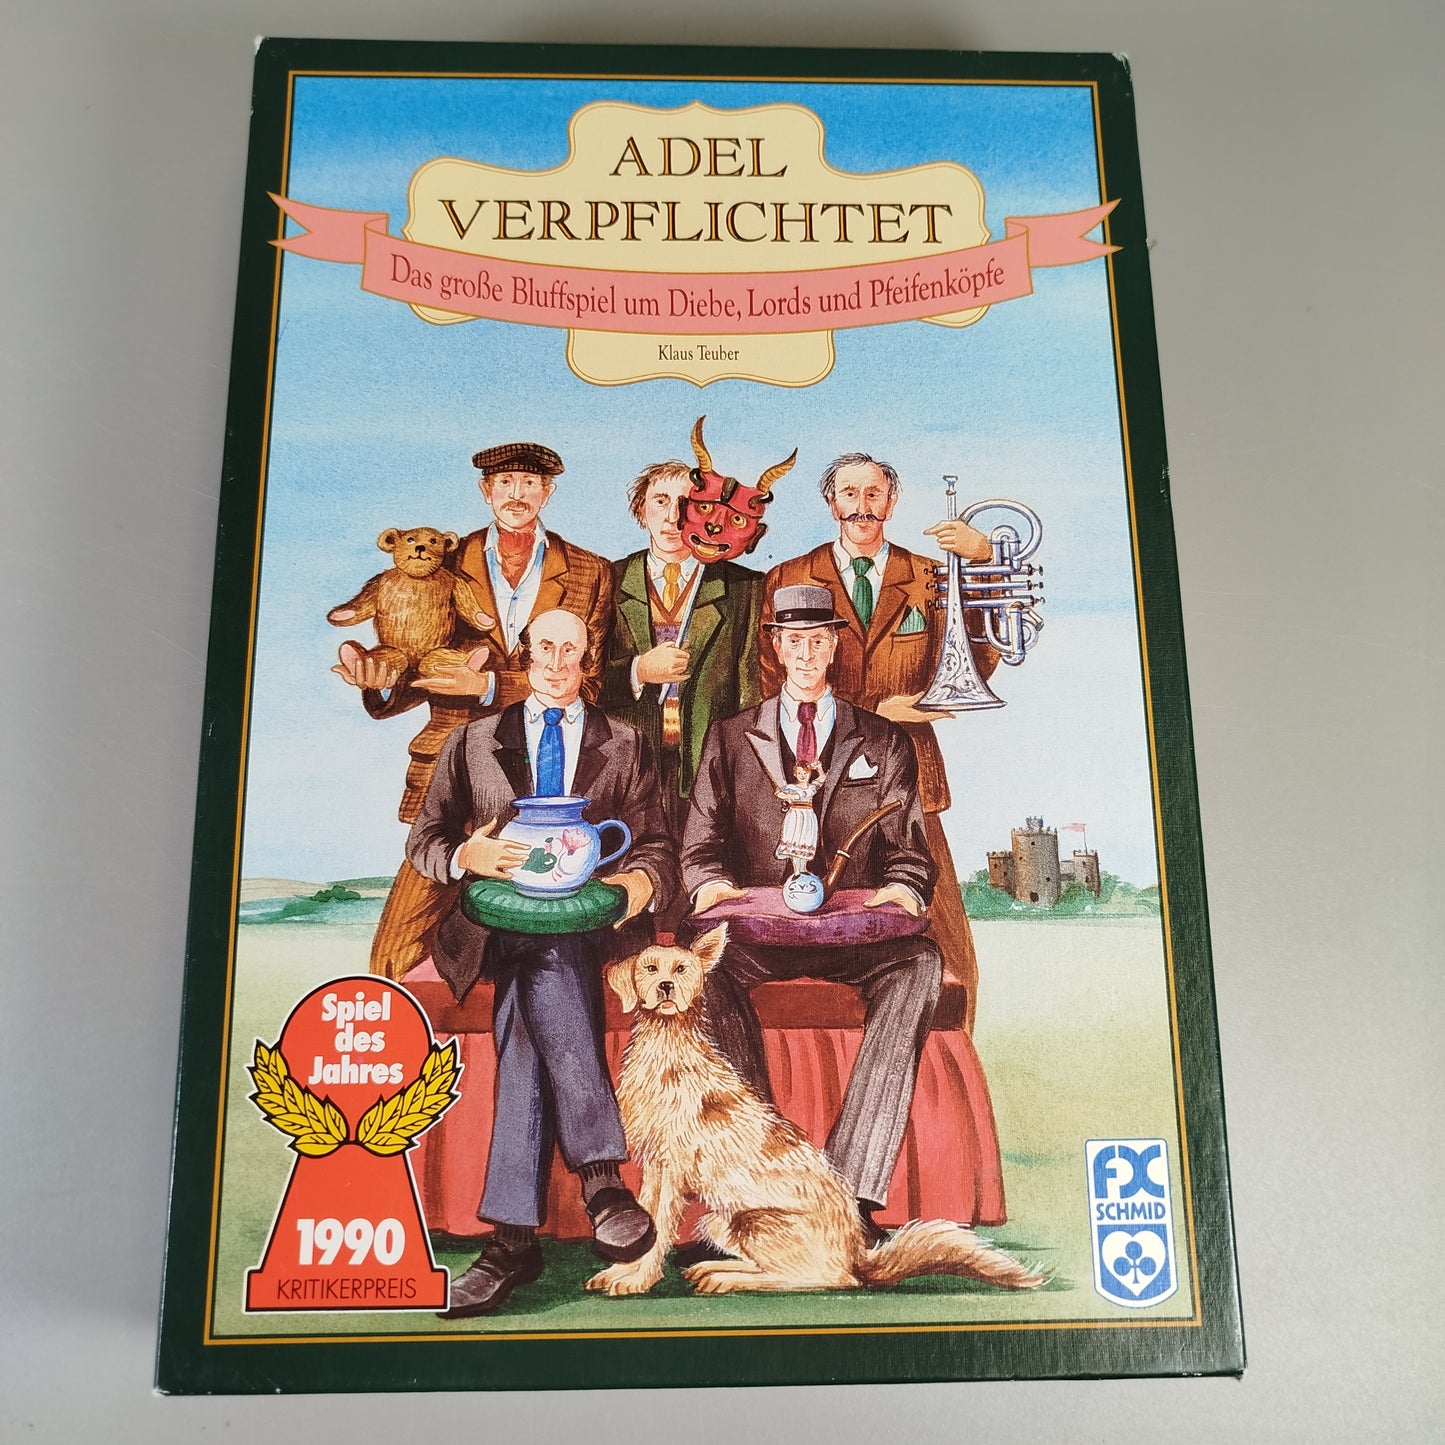 ADEL
VERPFLICHTET
Das große Bluffspiel um Diebe, Lords und Pfeifenköpfe
Klaus Teuber
G.v.S
Spiel
des
Jahres
1990
KRITIKERPREIS
FX
SCHMID